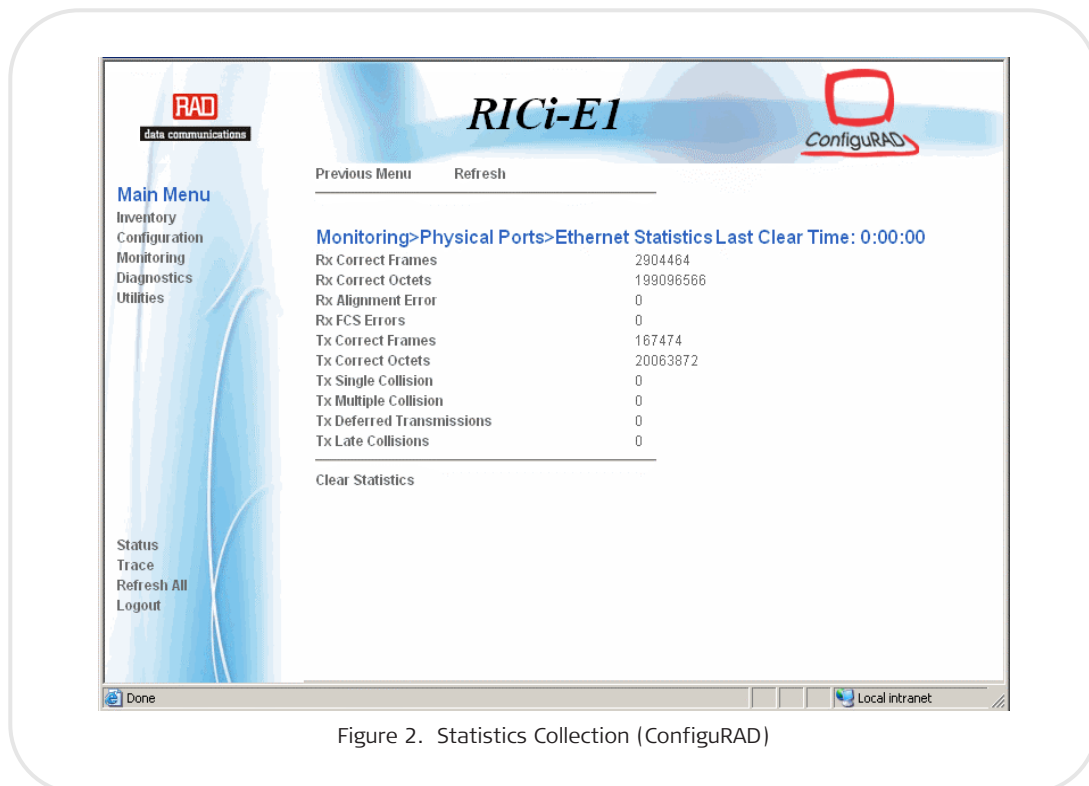 RAD
data communications
RICi-E1
ConfiguRAD
Previous Menu Refresh
Main Menu
Inventory
Configuration
Monitoring
Diagnostics
Utilities
Monitoring>Physical Ports>Ethernet Statistics Last Clear Time: 0:00:00
Rx Correct Frames 2904464
Rx Correct Octets 199096566
Rx Alignment Error 0
Rx FCS Errors 0
Tx Correct Frames 167474
Tx Correct Octets 20063872
Tx Single Collision 0
Tx Multiple Collision 0
Tx Deferred Transmissions 0
Tx Late Collisions 0
Clear Statistics
Status
Trace
Refresh All
Logout
Done Local intranet
Figure 2. Statistics Collection (ConfiguRAD)